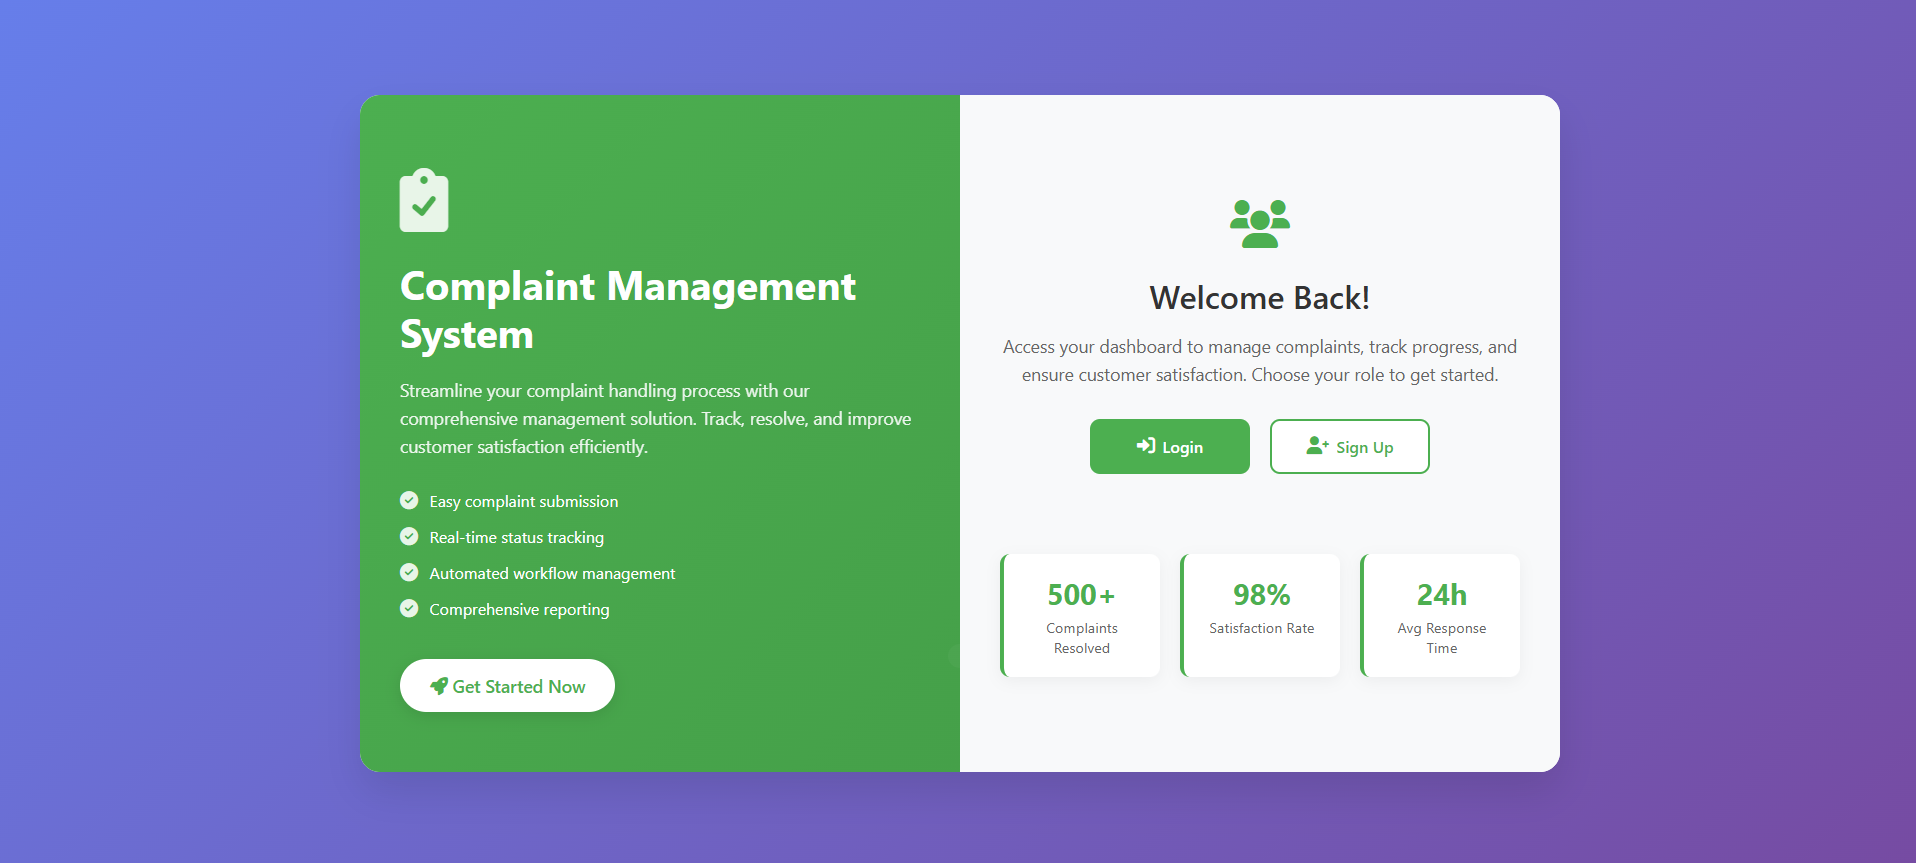 Complaint Management
System
Streamline your complaint handling process with our
comprehensive management solution. Track, resolve, and improve
customer satisfaction efficiently.
Easy complaint submission
Real-time status tracking
Automated workflow management
Comprehensive reporting
Get Started Now
Welcome Back!
Access your dashboard to manage complaints, track progress, and
ensure customer satisfaction. Choose your role to get started.
Login
Sign Up
500+
Complaints
Resolved
98%
Satisfaction Rate
24h
Avg Response
Time